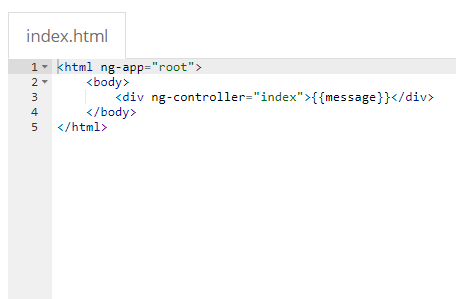 index.html
1 <html ng-app="root">
2     <body>
3         <div ng-controller="index">{{message}}</div>
4     </body>
5 </html>